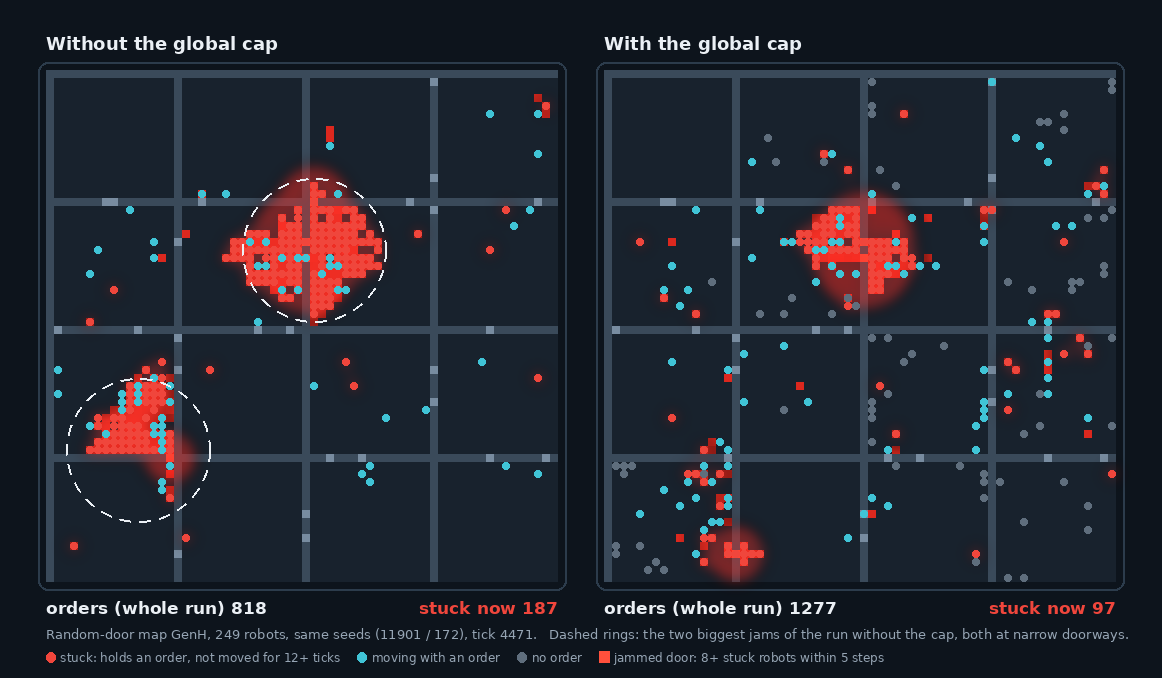 Without the global cap
With the global cap
orders (whole run) 818
stuck now 187
orders (whole run) 1277
stuck now 97
Random-door map GenH, 249 robots, same seeds (11901 / 172), tick 4471. Dashed rings: the two biggest jams of the run without the cap, both at narrow doorways.
stuck: holds an order, not moved for 12+ ticks
moving with an order
no order
jammed door: 8+ stuck robots within 5 steps